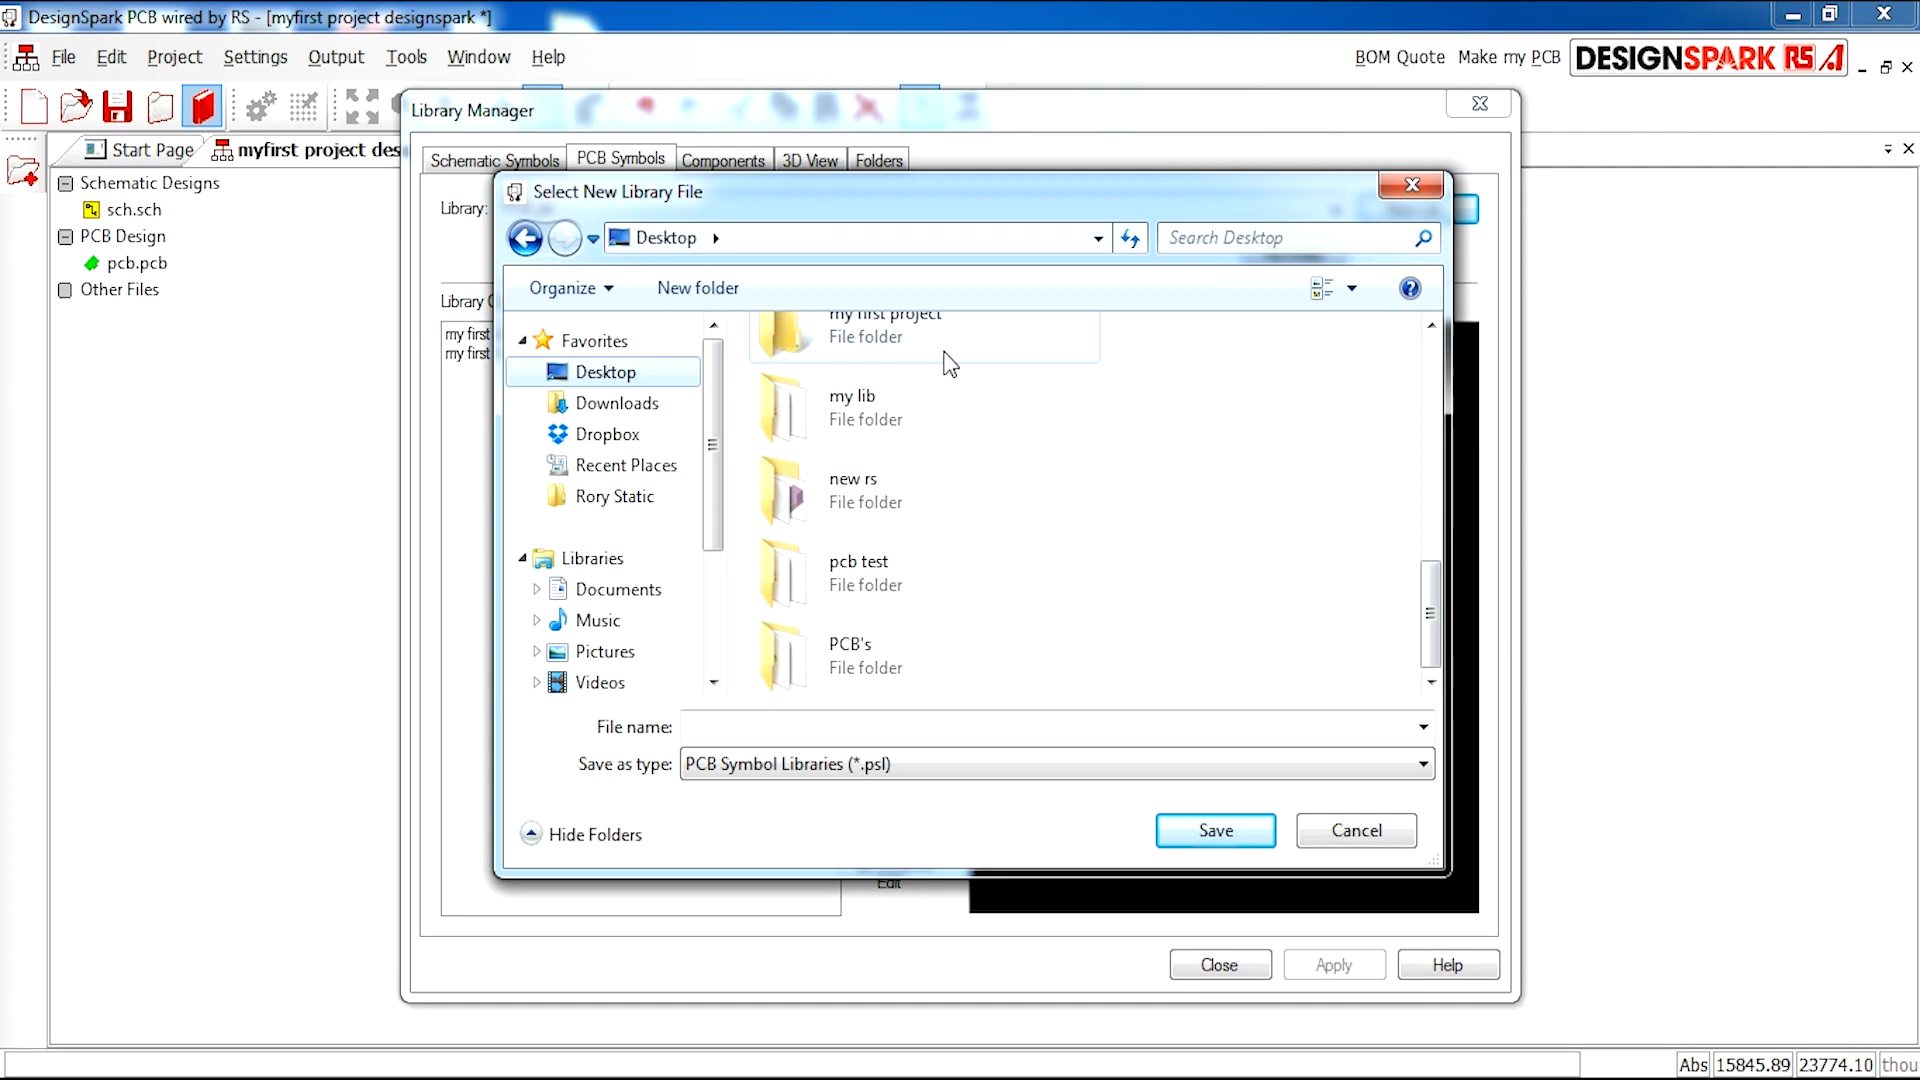 DesignSpark PCB wired by RS - [myfirst project designspark *]
File Edit Project Settings Output Tools Window Help
BOM Quote Make my PCB DESIGNSPARK RS
Library Manager
Start Page myfirst project des
Schematic Symbols PCB Symbols Components 3D View Folders
Schematic Designs
sch.sch
PCB Design
pcb.pcb
Other Files
Library:
Select New Library File
Desktop
Search Desktop
Organize New folder
Library C
my first
my first
Favorites
Desktop
Downloads
Dropbox
Recent Places
Rory Static
Libraries
Documents
Music
Pictures
Videos
my first project
File folder
my lib
File folder
new rs
File folder
pcb test
File folder
PCB's
File folder
File name:
Save as type: PCB Symbol Libraries (*.psl)
Hide Folders Save Cancel
Edit
Close Apply Help
Abs 15845.89 23774.10 thou